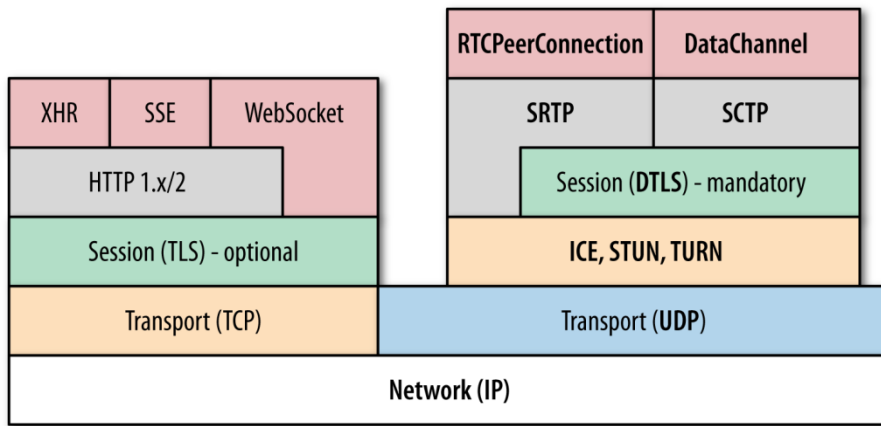 RTCPeerConnection
DataChannel
XHR
SSE
WebSocket
SRTP
SCTP
HTTP 1.x/2
Session (DTLS) - mandatory
Session (TLS) - optional
ICE, STUN, TURN
Transport (TCP)
Transport (UDP)
Network (IP)